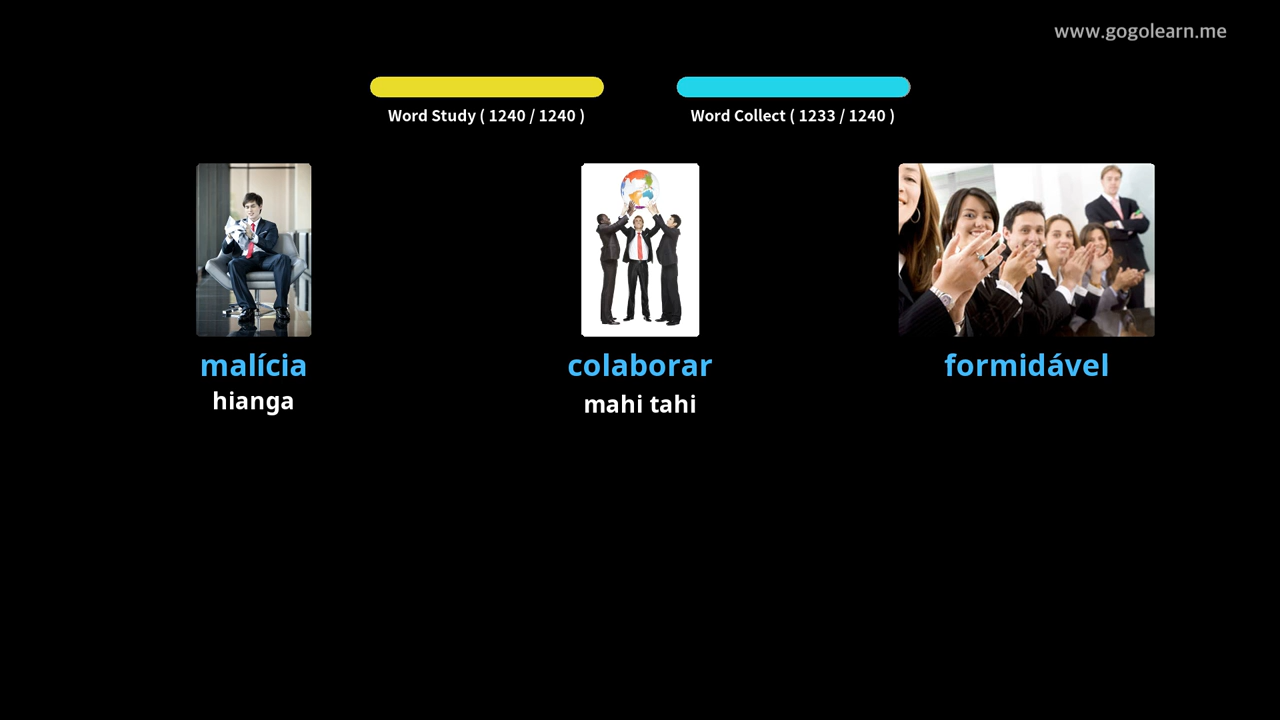 www.gogolearn.me
Word Study ( 1240 / 1240 )
Word Collect ( 1233 / 1240 )
malícia
hianga
colaborar
mahi tahi
formidável